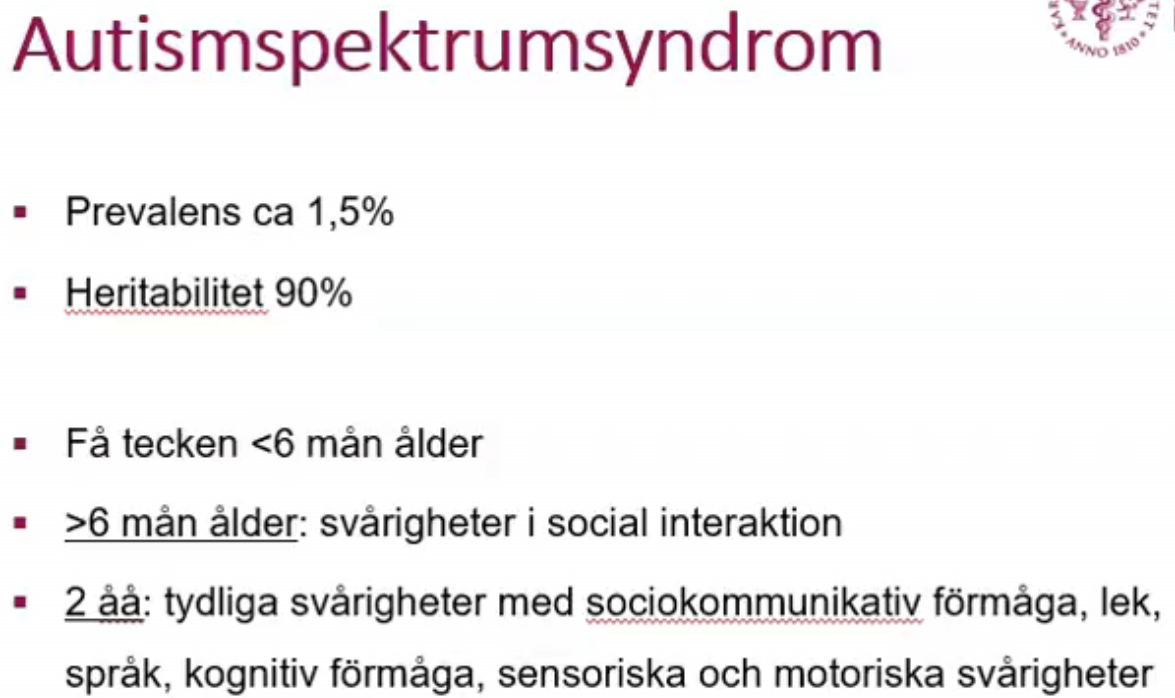 Autismspektrumsyndrom
ANNO 1810
Prevalens ca 1,5%
Heritabilitet 90%
Få tecken <6 mån ålder
>6 mån ålder: svårigheter i social interaktion
2 åå: tydliga svårigheter med sociokommunikativ förmåga, lek,
språk, kognitiv förmåga, sensoriska och motoriska svårigheter